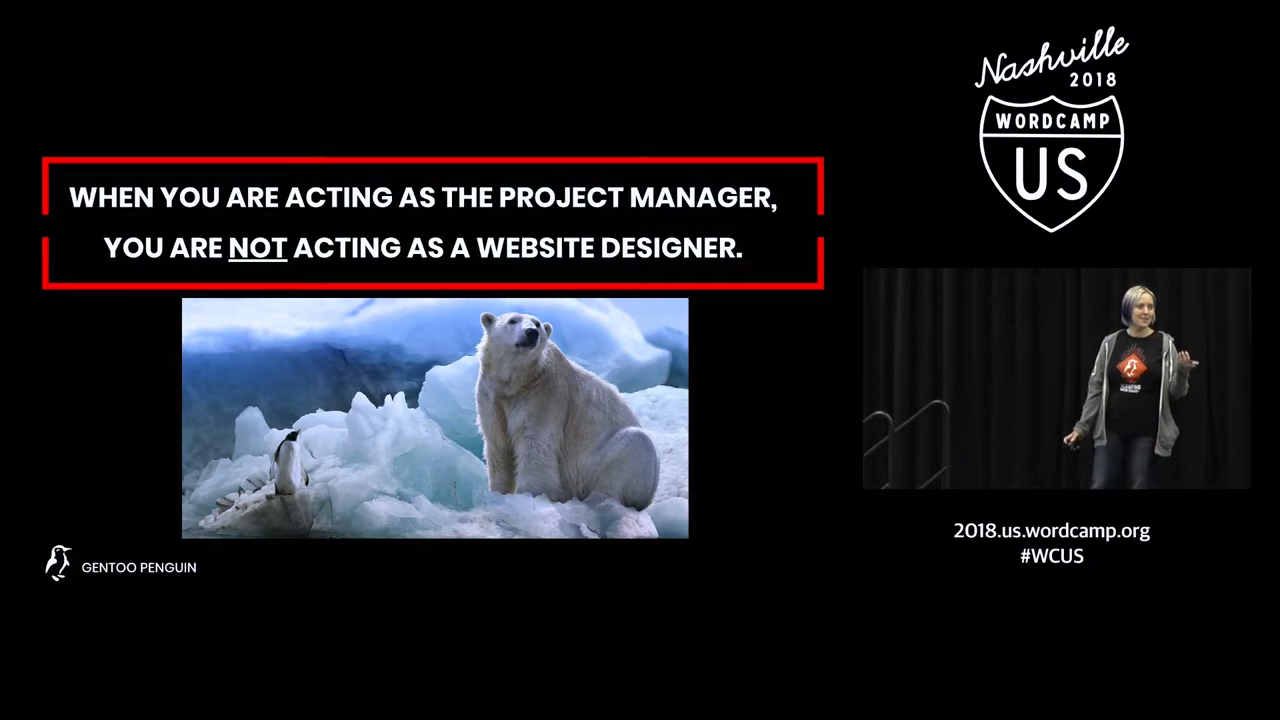 WHEN YOU ARE ACTING AS THE PROJECT MANAGER,
YOU ARE NOT ACTING AS A WEBSITE DESIGNER.
GENTOO PENGUIN
Nashville
2018
WORDCAMP
US
2018.us.wordcamp.org
#WCUS